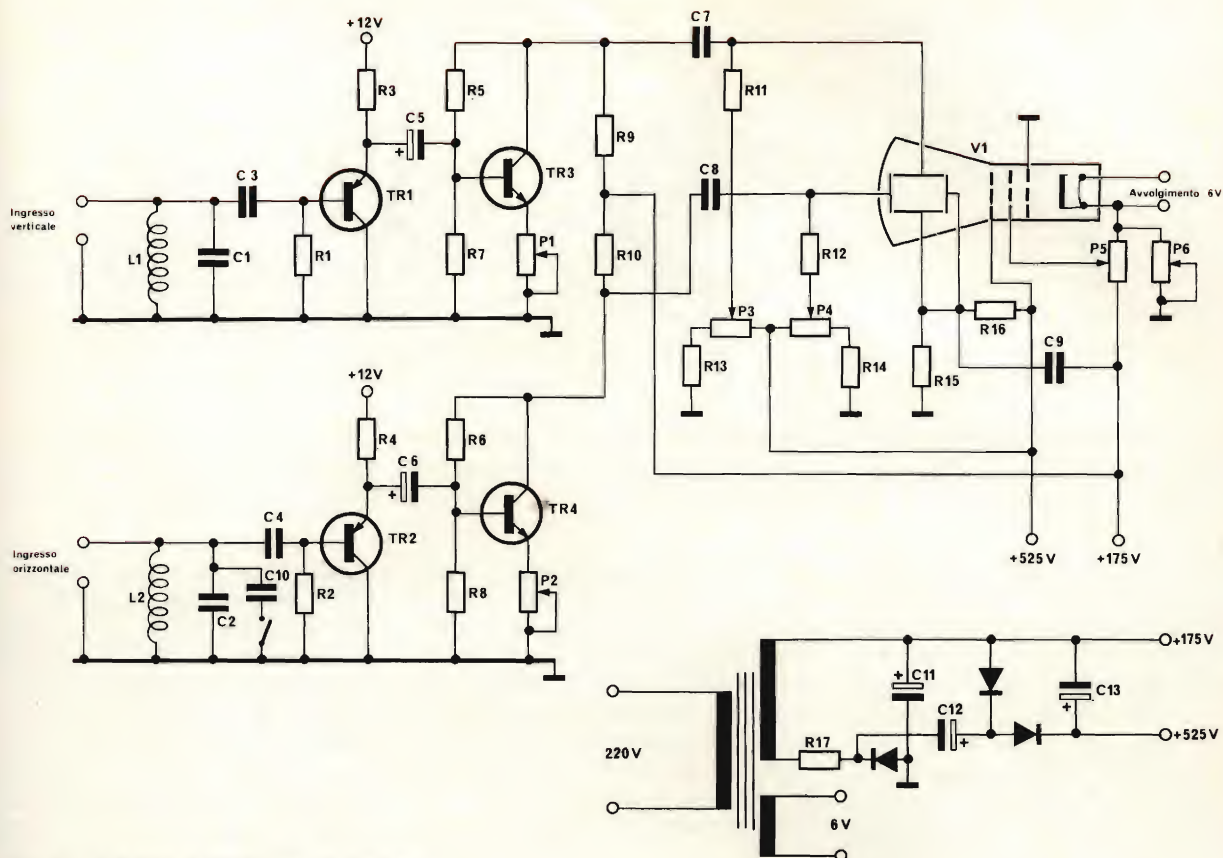 +12V
R3
C5
+
C3
TR1
R5
TR3
Ingresso
verticale
L1
C1
R1
R7
P1
C7
R11
R9
C8
R10
R12
V1
Avvolgimento 6V
P5
P6
P3
P4
R16
C9
R13
R14
R15
+525V
+175V
+12V
R4
C6
+
C4
TR2
R6
TR4
Ingresso
orizzontale
L2
C2
C10
R2
R8
P2
220V
6V
R17
+
C11
C12
+
C13
+
+175V
+525V